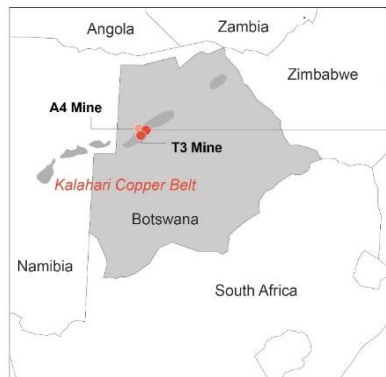 Angola
Zambia
Zimbabwe
A4 Mine
T3 Mine
Kalahari Copper Belt
Botswana
Namibia
South Africa